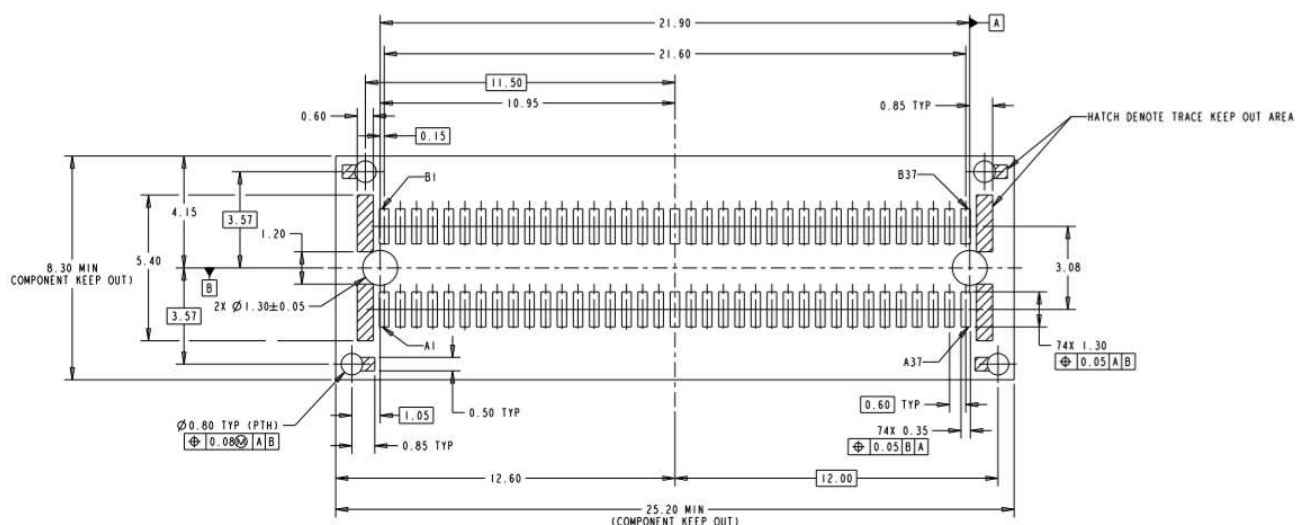 21.90
A
21.60
11.50
10.95
0.60
0.85 TYP
HATCH DENOTE TRACE KEEP OUT AREA
0.15
B1
B37
4.15
3.57
1.20
8.30 MIN
(COMPONENT KEEP OUT)
5.40
3.08
B
2X Ø1.30±0.05
3.57
A1
A37
74X 1.30
⌖ 0.05 A B
Ø0.80 TYP (PTH)
⌖ 0.08Ⓜ A B
1.05
0.50 TYP
0.85 TYP
0.60 TYP
74X 0.35
⌖ 0.05 B A
12.60
12.00
25.20 MIN
(COMPONENT KEEP OUT)